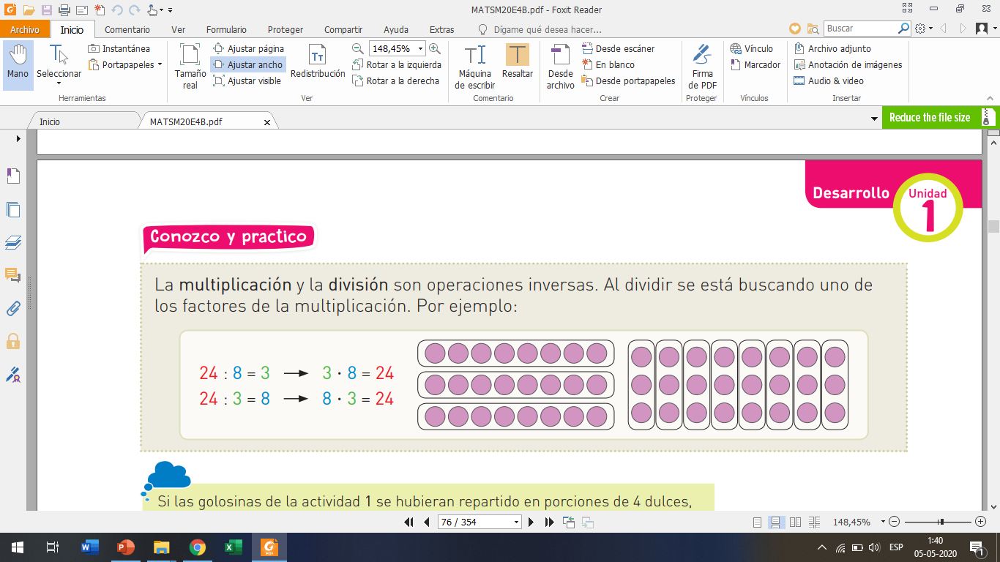 MATSM20E4B.pdf - Foxit Reader
Archivo Inicio Comentario Ver Formulario Proteger Compartir Ayuda Extras Dígame qué desea hacer... Buscar
Mano
Seleccionar
Instantánea
Portapapeles
Herramientas
Tamaño real
Ajustar página
Ajustar ancho
Ajustar visible
Redistribución
148,45%
Rotar a la izquierda
Rotar a la derecha
Ver
Máquina de escribir
Resaltar
Comentario
Desde archivo
Desde escáner
En blanco
Desde portapapeles
Crear
Firma de PDF
Proteger
Vínculo
Marcador
Vínculos
Archivo adjunto
Anotación de imágenes
Audio & video
Insertar
Inicio MATSM20E4B.pdf Reduce the file size
Desarrollo Unidad 1
Conozco y practico
La multiplicación y la división son operaciones inversas. Al dividir se está buscando uno de
los factores de la multiplicación. Por ejemplo:
24 : 8 = 3 → 3 · 8 = 24
24 : 3 = 8 → 8 · 3 = 24
Si las golosinas de la actividad 1 se hubieran repartido en porciones de 4 dulces,
76 / 354 148,45%
ESP 1:40
05-05-2020 1